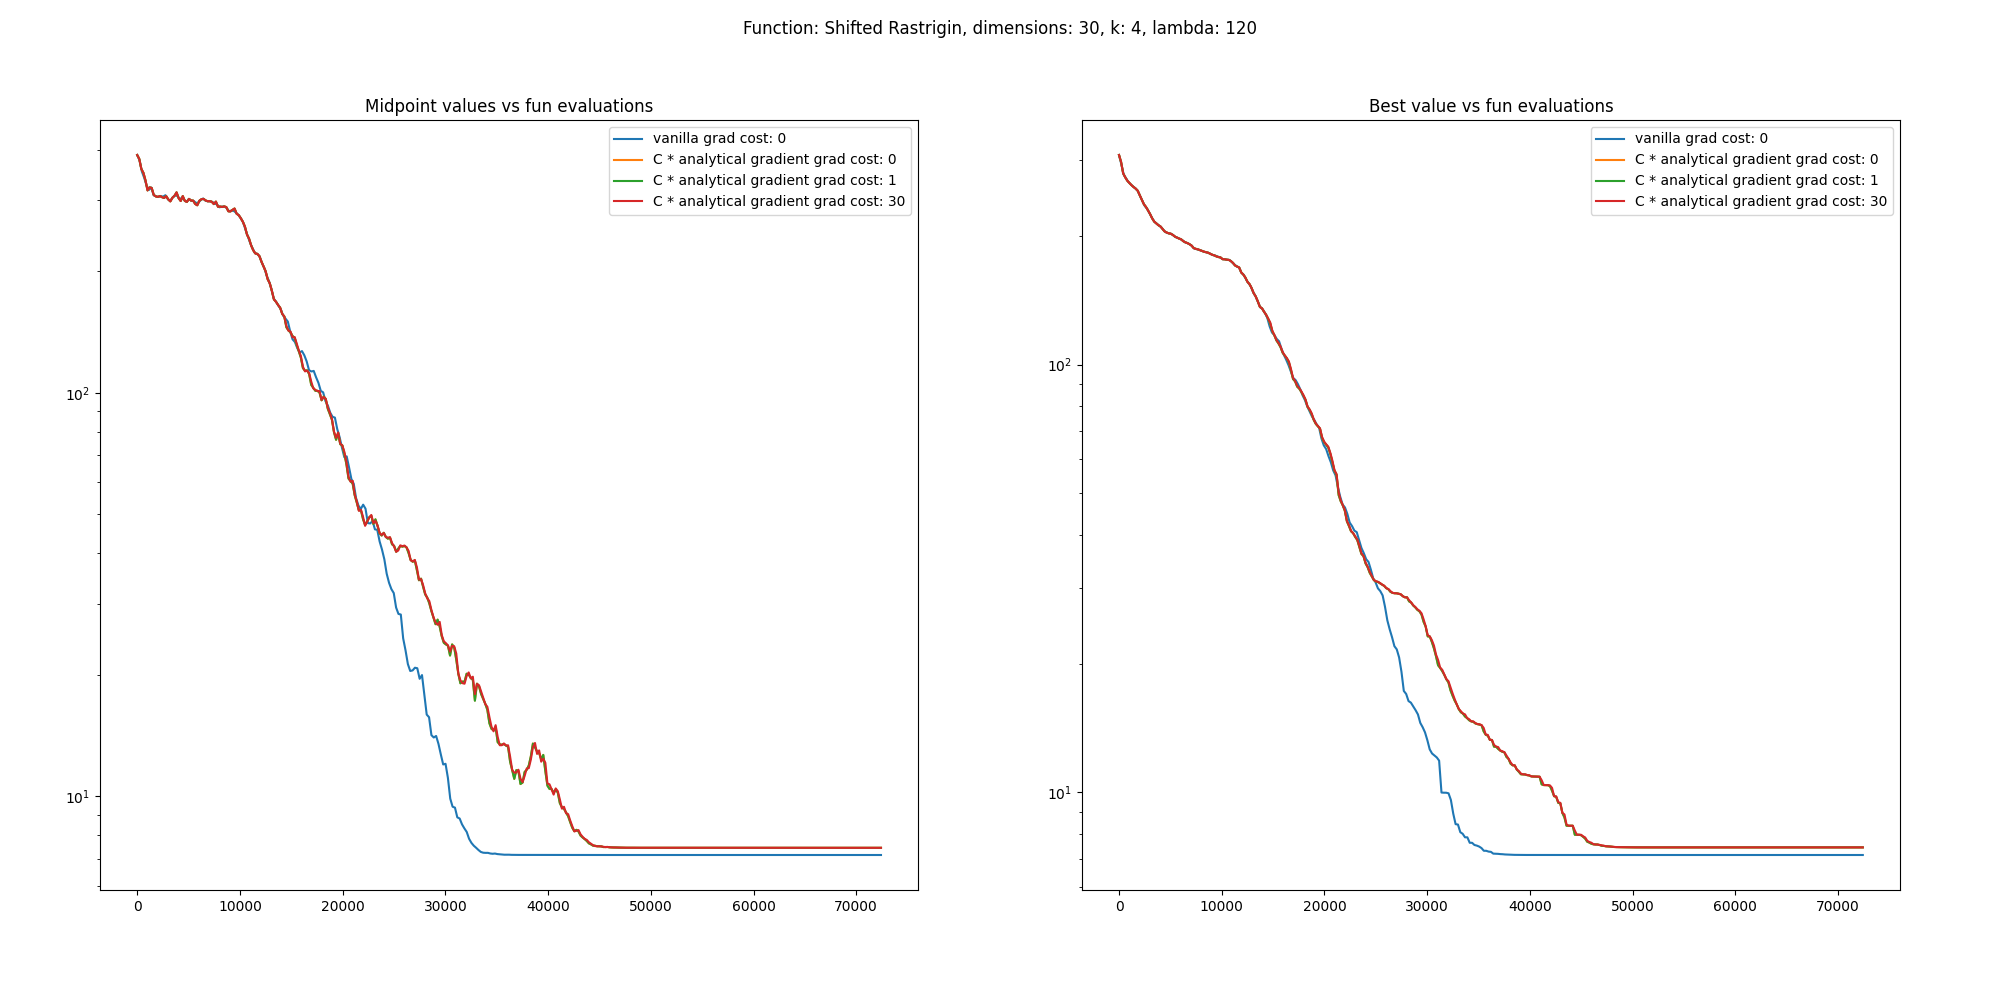 Function: Shifted Rastrigin, dimensions: 30, k: 4, lambda: 120
Midpoint values vs fun evaluations
vanilla grad cost: 0
C * analytical gradient grad cost: 0
C * analytical gradient grad cost: 1
C * analytical gradient grad cost: 30
10²
10¹
0 10000 20000 30000 40000 50000 60000 70000
Best value vs fun evaluations
vanilla grad cost: 0
C * analytical gradient grad cost: 0
C * analytical gradient grad cost: 1
C * analytical gradient grad cost: 30
10²
10¹
0 10000 20000 30000 40000 50000 60000 70000